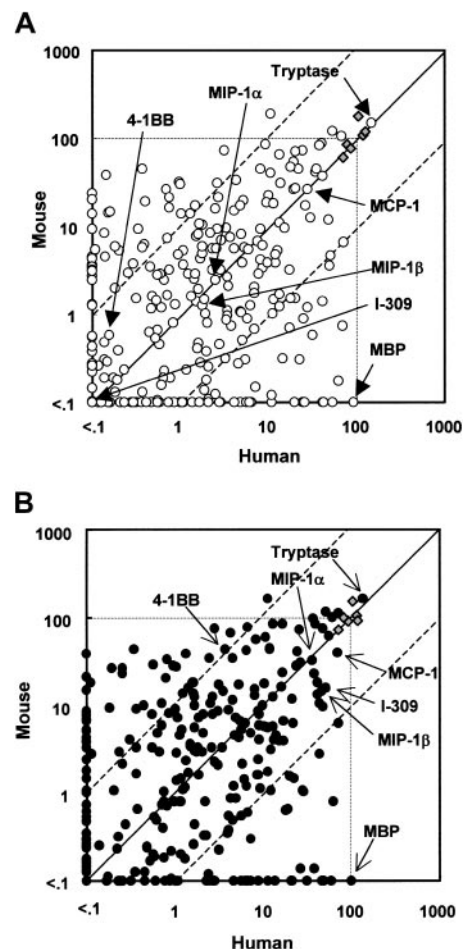 A
1000
Tryptase
MIP-1α
4-1BB
100
MCP-1
Mouse
10
MIP-1β
I-309
1
MBP
<.1
<.1 1 10 100 1000
Human
B
1000
Tryptase
MIP-1α
4-1BB
100
MCP-1
Mouse
10
I-309
MIP-1β
1
MBP
<.1
<.1 1 10 100 1000
Human